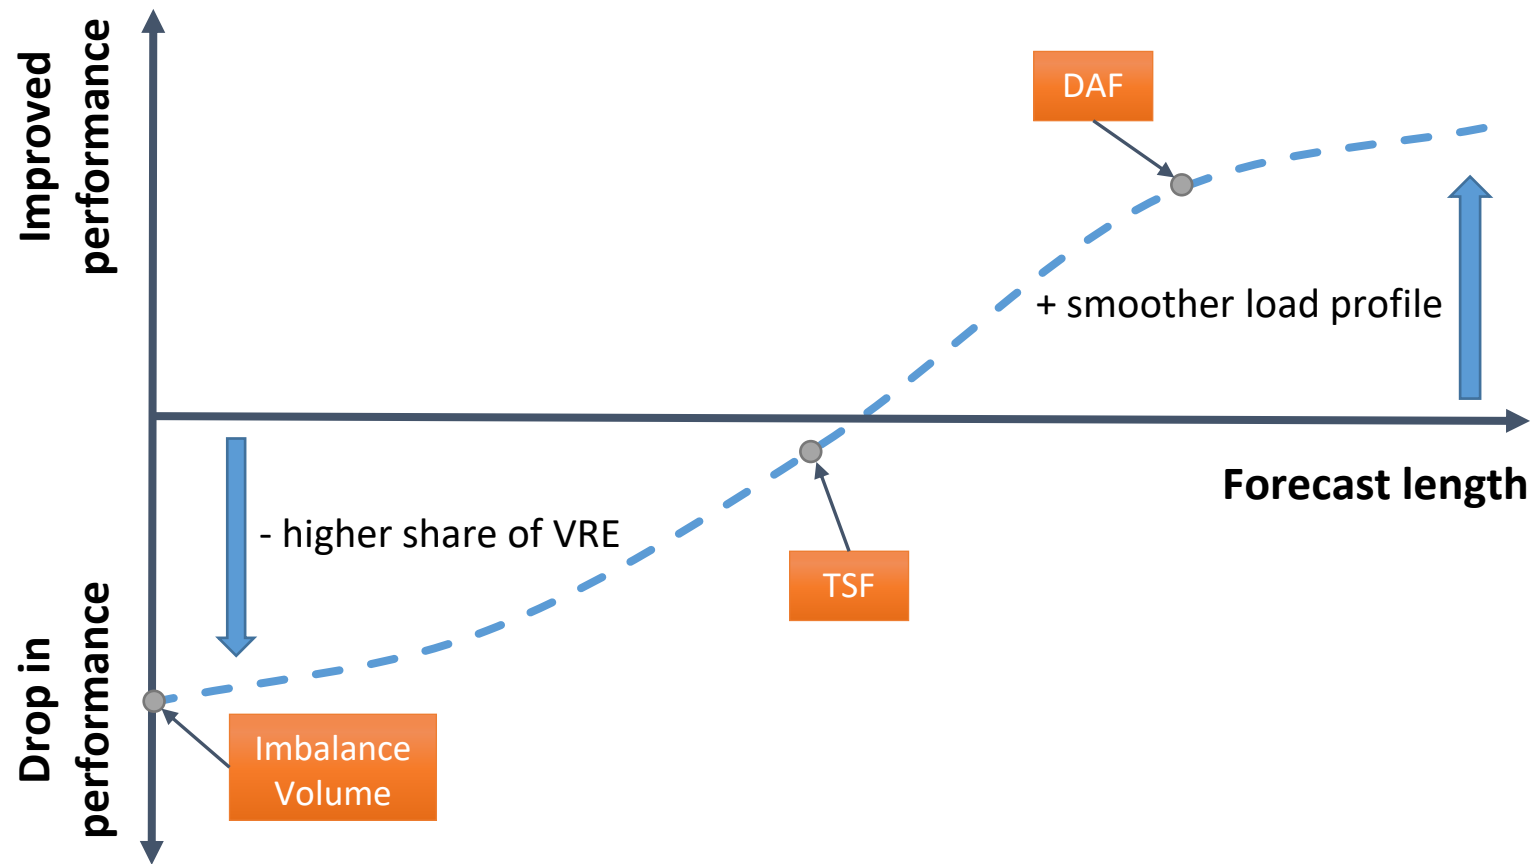 Improved
performance
DAF
+ smoother load profile
Forecast length
- higher share of VRE
TSF
Drop in
performance
Imbalance
Volume